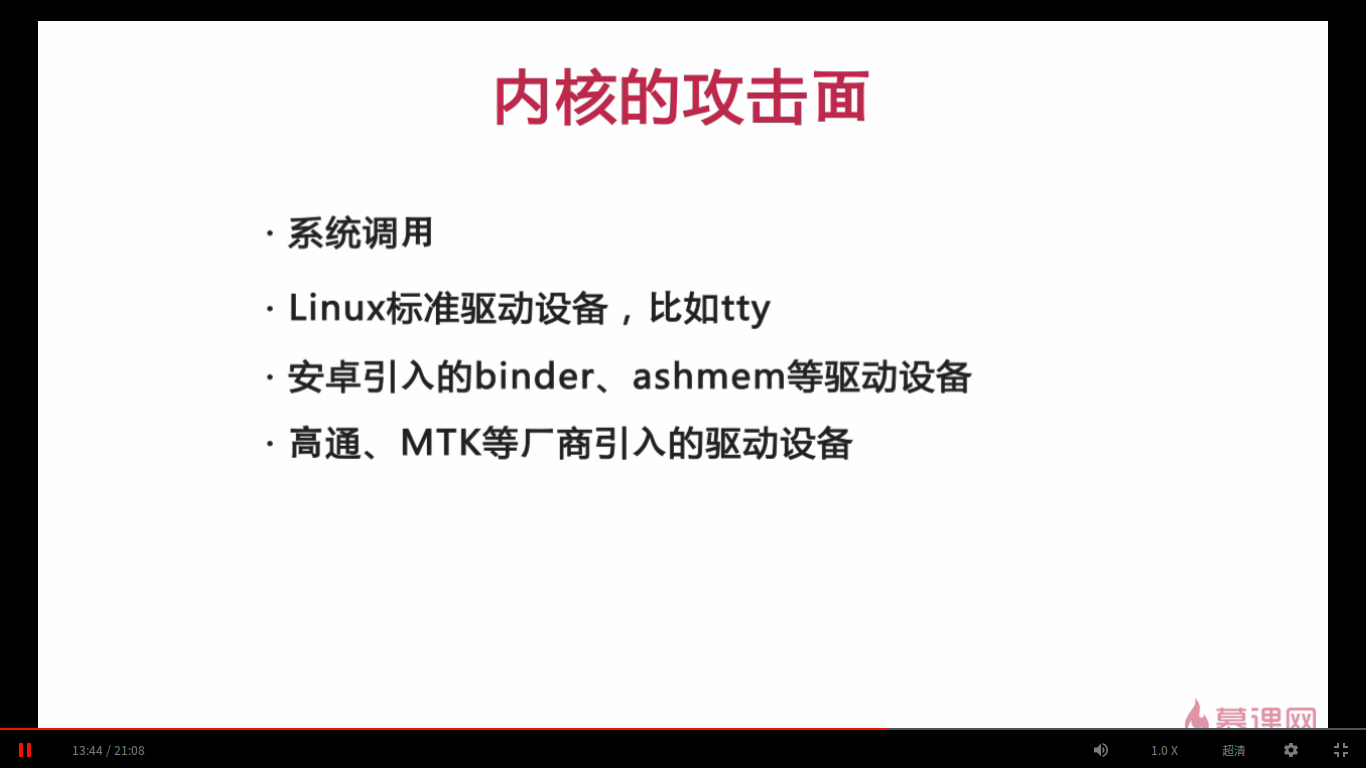 内核的攻击面
· 系统调用
· Linux标准驱动设备，比如tty
· 安卓引入的binder、ashmem等驱动设备
· 高通、MTK等厂商引入的驱动设备
慕课网
13:44 / 21:08 1.0 X 超清